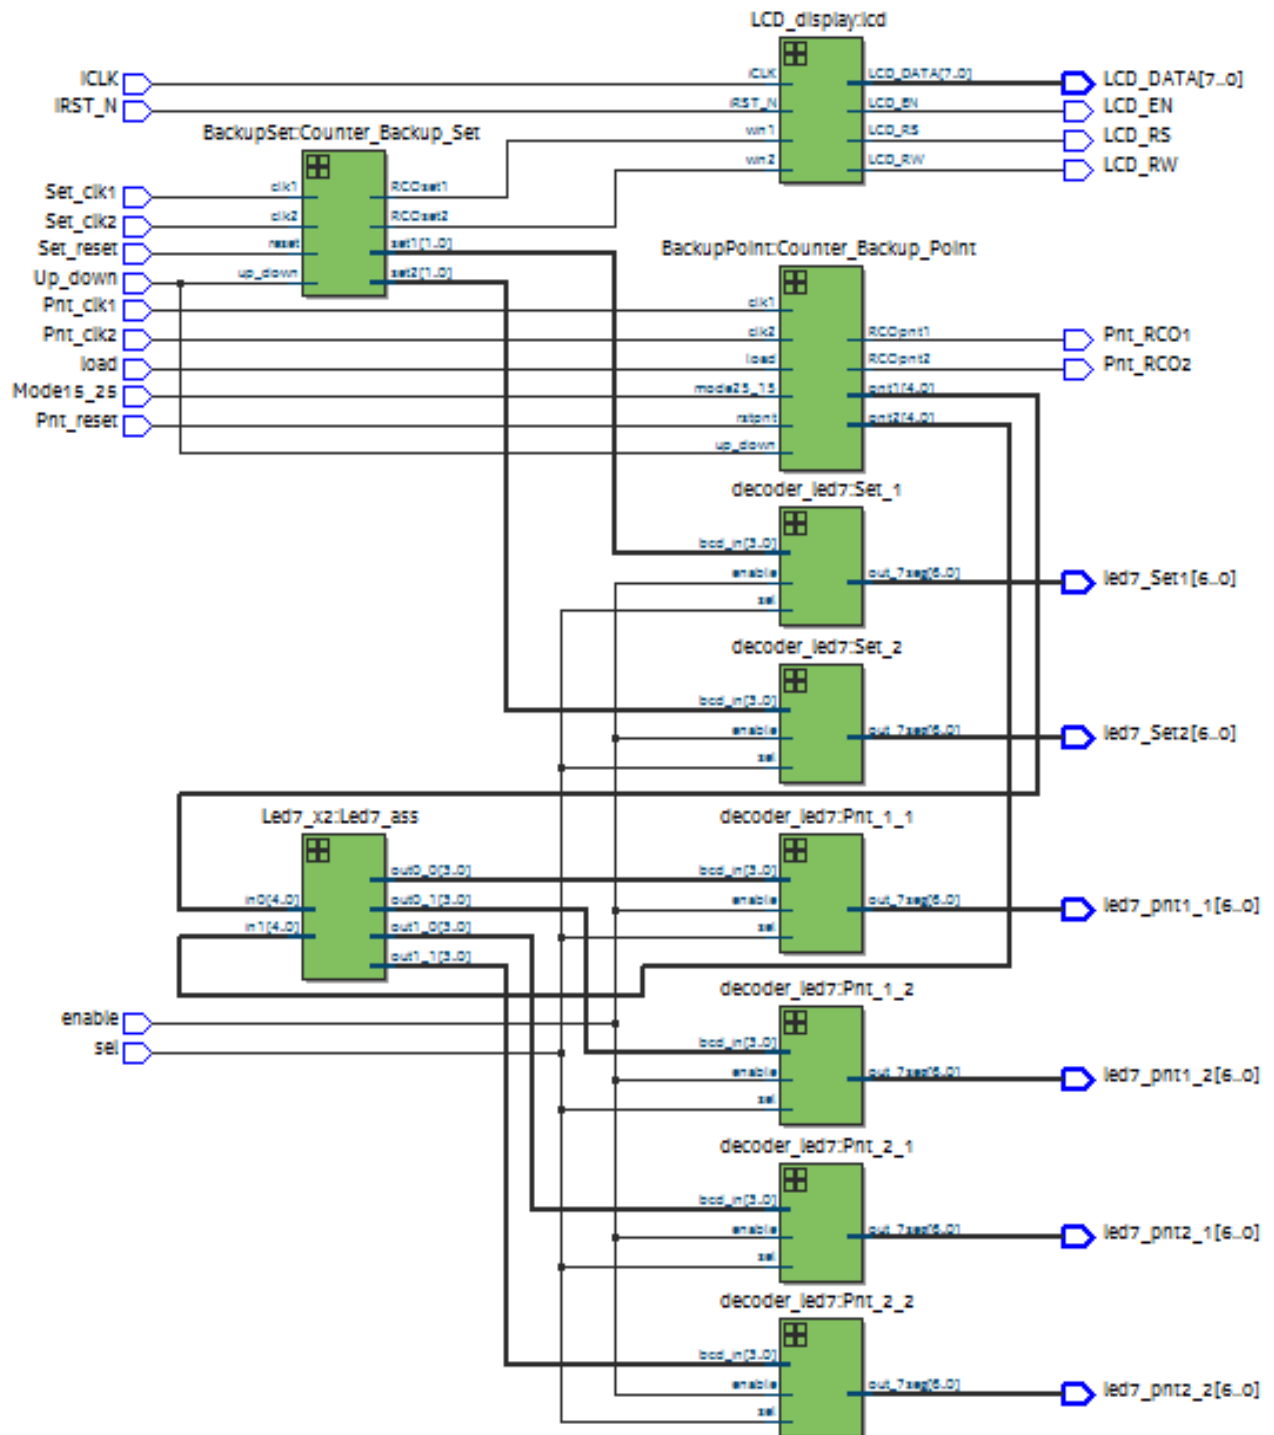 LCD_display:lcd
iCLK
iRST_N
iCLK
iRST_N
win1
win2
LCD_DATA[7..0]
LCD_EN
LCD_RS
LCD_RW
LCD_DATA[7..0]
LCD_EN
LCD_RS
LCD_RW
BackupSet:Counter_Backup_Set
Set_clk1
Set_clk2
Set_reset
Up_down
clk1
clk2
reset
up_down
RCOset1
RCOset2
set1[1..0]
set2[1..0]
Pnt_clk1
Pnt_clk2
load
Mode15_25
Pnt_reset
BackupPoint:Counter_Backup_Point
clk1
clk2
load
mode25_15
rstpnt
up_down
RCOpnt1
RCOpnt2
pnt1[4..0]
pnt2[4..0]
Pnt_RCO1
Pnt_RCO2
decoder_led7:Set_1
bcd_in[3..0]
enable
sel
out_7seg[6..0]
led7_Set1[6..0]
decoder_led7:Set_2
bcd_in[3..0]
enable
sel
out_7seg[6..0]
led7_Set2[6..0]
Led7_x2:Led7_ass
in0[4..0]
in1[4..0]
out0_0[3..0]
out0_1[3..0]
out1_0[3..0]
out1_1[3..0]
decoder_led7:Pnt_1_1
bcd_in[3..0]
enable
sel
out_7seg[6..0]
led7_pnt1_1[6..0]
enable
sel
decoder_led7:Pnt_1_2
bcd_in[3..0]
enable
sel
out_7seg[6..0]
led7_pnt1_2[6..0]
decoder_led7:Pnt_2_1
bcd_in[3..0]
enable
sel
out_7seg[6..0]
led7_pnt2_1[6..0]
decoder_led7:Pnt_2_2
bcd_in[3..0]
enable
sel
out_7seg[6..0]
led7_pnt2_2[6..0]